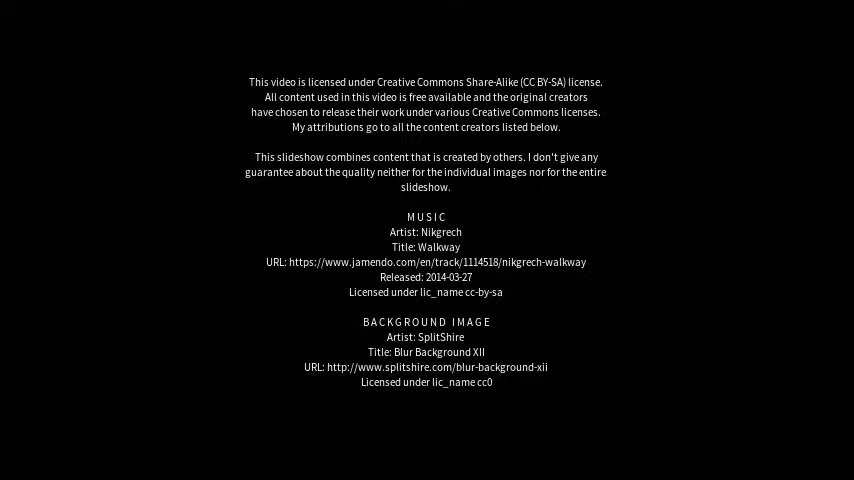 This video is licensed under Creative Commons Share-Alike (CC BY-SA) license.
All content used in this video is free available and the original creators
have chosen to release their work under various Creative Commons licenses.
My attributions go to all the content creators listed below.
This slideshow combines content that is created by others. I don't give any
guarantee about the quality neither for the individual images nor for the entire
slideshow.
MUSIC
Artist: Nikgrech
Title: Walkway
URL: https://www.jamendo.com/en/track/1114518/nikgrech-walkway
Released: 2014-03-27
Licensed under lic_name cc-by-sa
BACKGROUND IMAGE
Artist: SplitShire
Title: Blur Background XII
URL: http://www.splitshire.com/blur-background-xii
Licensed under lic_name cc0